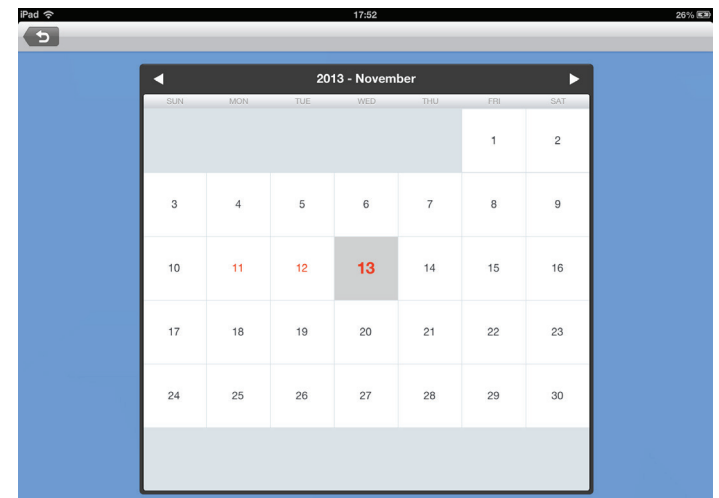 iPad 17:52 26%
2013 - November
SUN MON TUE WED THU FRI SAT
1 2
3 4 5 6 7 8 9
10 11 12 13 14 15 16
17 18 19 20 21 22 23
24 25 26 27 28 29 30